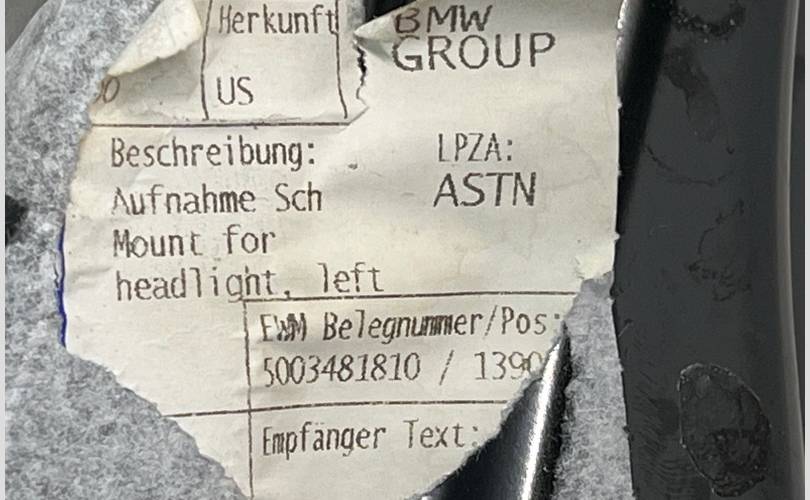 Herkunft
US
BMW
GROUP
Beschreibung:
Aufnahme Sch
Mount for
headlight, left
LPZA:
ASTN
EWM Belegnummer/Pos:
5003481810 / 1390
Empfänger Text: